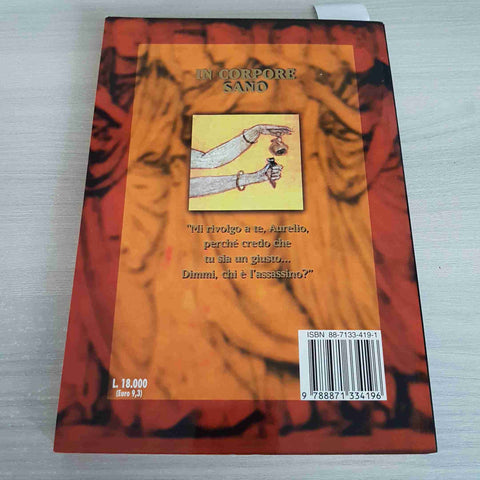 IN CORPORE
SANO
"Mi rivolgo a te, Aurelio,
perché credo che
tu sia un giusto...
Dimmi, chi è l'assassino?"
ISBN 88-7133-419-1
L. 18.000
(Euro 9,3)
9 788871 334196